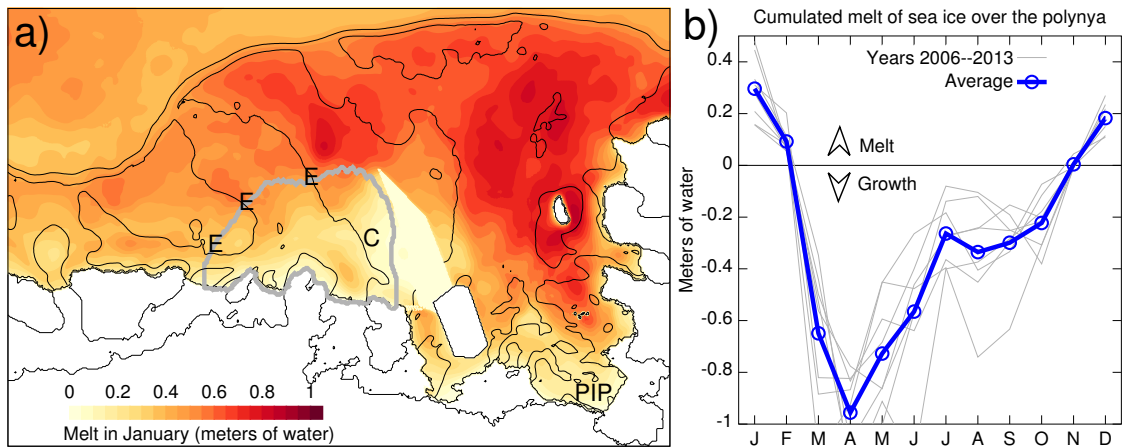 a)
E
E
E
C
PIP
0 0.2 0.4 0.6 0.8 1
Melt in January (meters of water)
b)
Cumulated melt of sea ice over the polynya
Years 2006--2013
Average
Melt
Growth
Meters of water
0.4
0.2
0
-0.2
-0.4
-0.6
-0.8
-1
J F M A M J J A S O N D